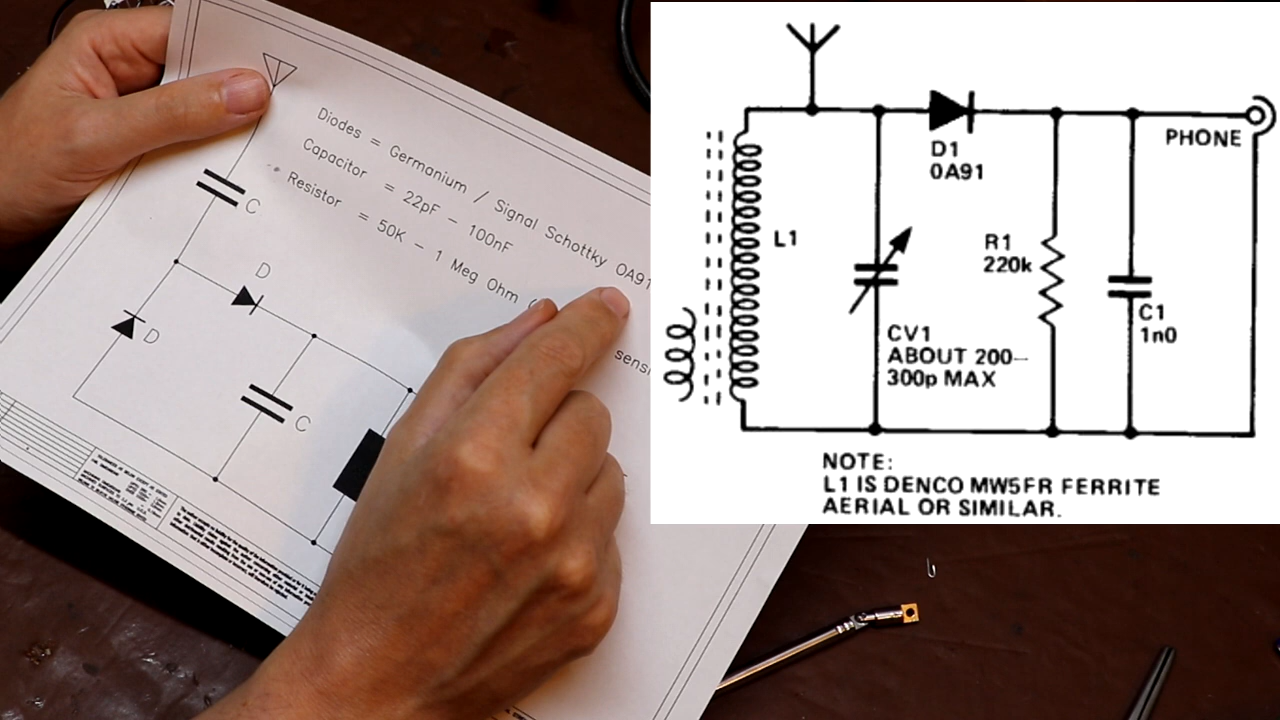 Diodes = Germanium / Signal Schottky OA91
Capacitor = 22pF - 100nF
Resistor = 50K - 1 Meg Ohm
C
D
D
C
D1
0A91
PHONE
L1
R1
220k
C1
1n0
CV1
ABOUT 200-
300p MAX
NOTE:
L1 IS DENCO MW5FR FERRITE
AERIAL OR SIMILAR.